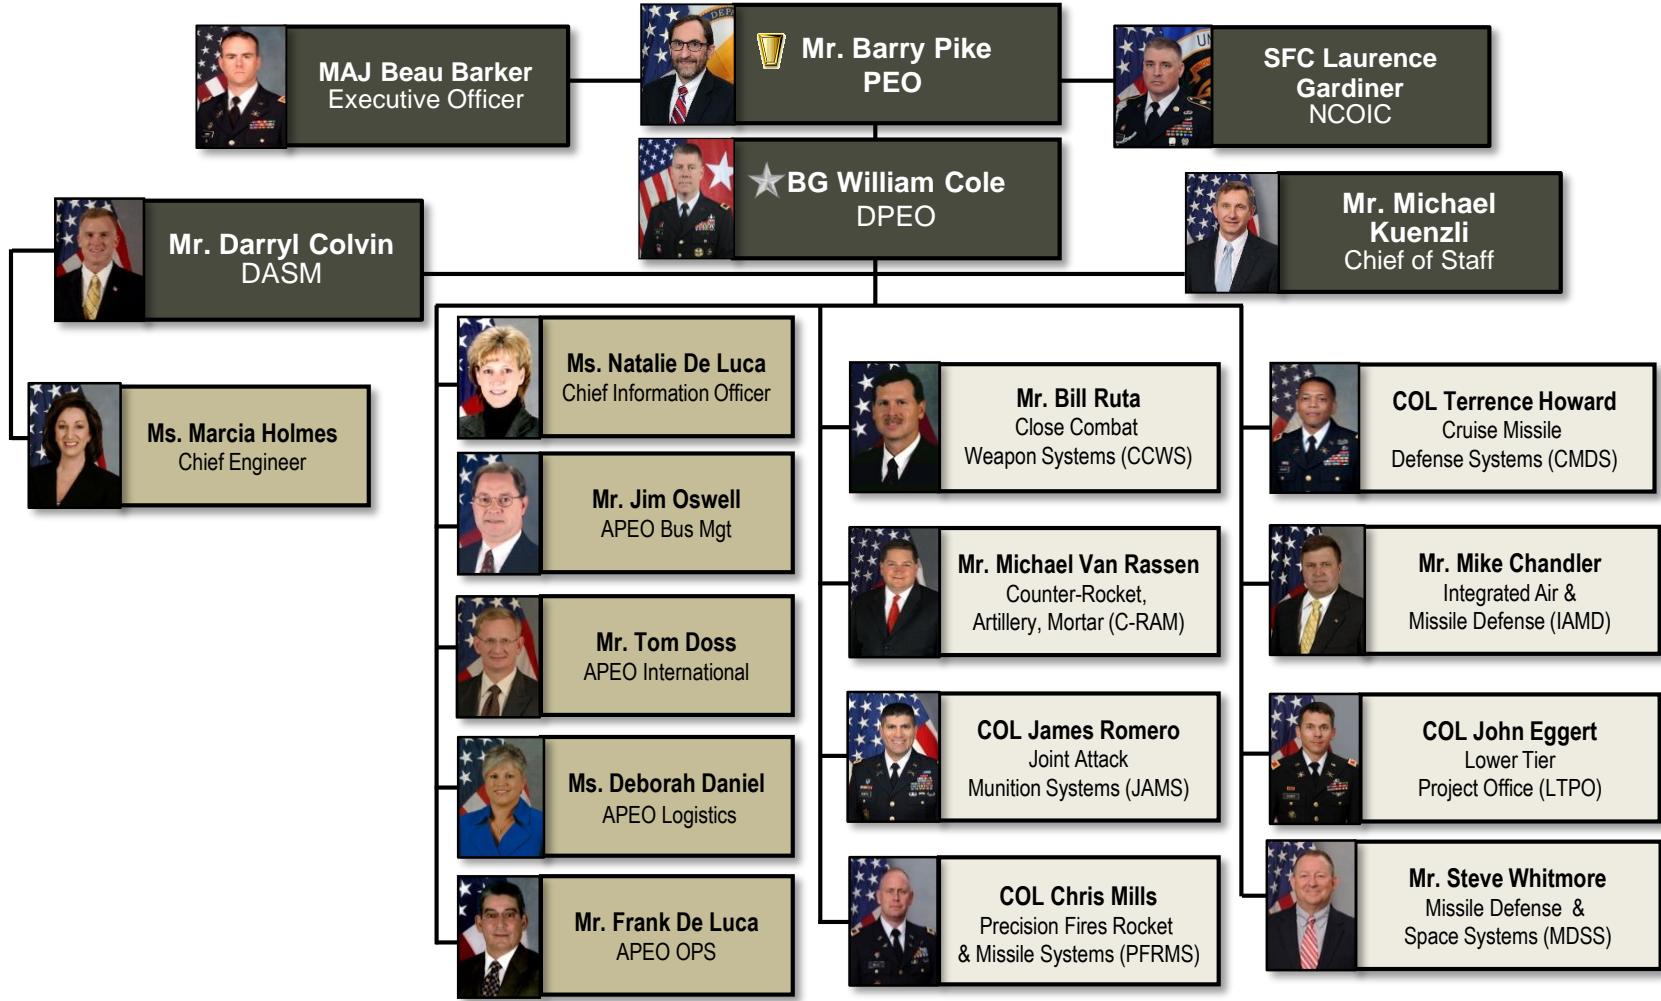 MAJ Beau Barker
Executive Officer
Mr. Barry Pike
PEO
SFC Laurence
Gardiner
NCOIC
BG William Cole
DPEO
Mr. Darryl Colvin
DASM
Mr. Michael
Kuenzli
Chief of Staff
Ms. Marcia Holmes
Chief Engineer
Ms. Natalie De Luca
Chief Information Officer
Mr. Jim Oswell
APEO Bus Mgt
Mr. Tom Doss
APEO International
Ms. Deborah Daniel
APEO Logistics
Mr. Frank De Luca
APEO OPS
Mr. Bill Ruta
Close Combat
Weapon Systems (CCWS)
Mr. Michael Van Rassen
Counter-Rocket,
Artillery, Mortar (C-RAM)
COL James Romero
Joint Attack
Munition Systems (JAMS)
COL Chris Mills
Precision Fires Rocket
& Missile Systems (PFRMS)
COL Terrence Howard
Cruise Missile
Defense Systems (CMDS)
Mr. Mike Chandler
Integrated Air &
Missile Defense (IAMD)
COL John Eggert
Lower Tier
Project Office (LTPO)
Mr. Steve Whitmore
Missile Defense &
Space Systems (MDSS)